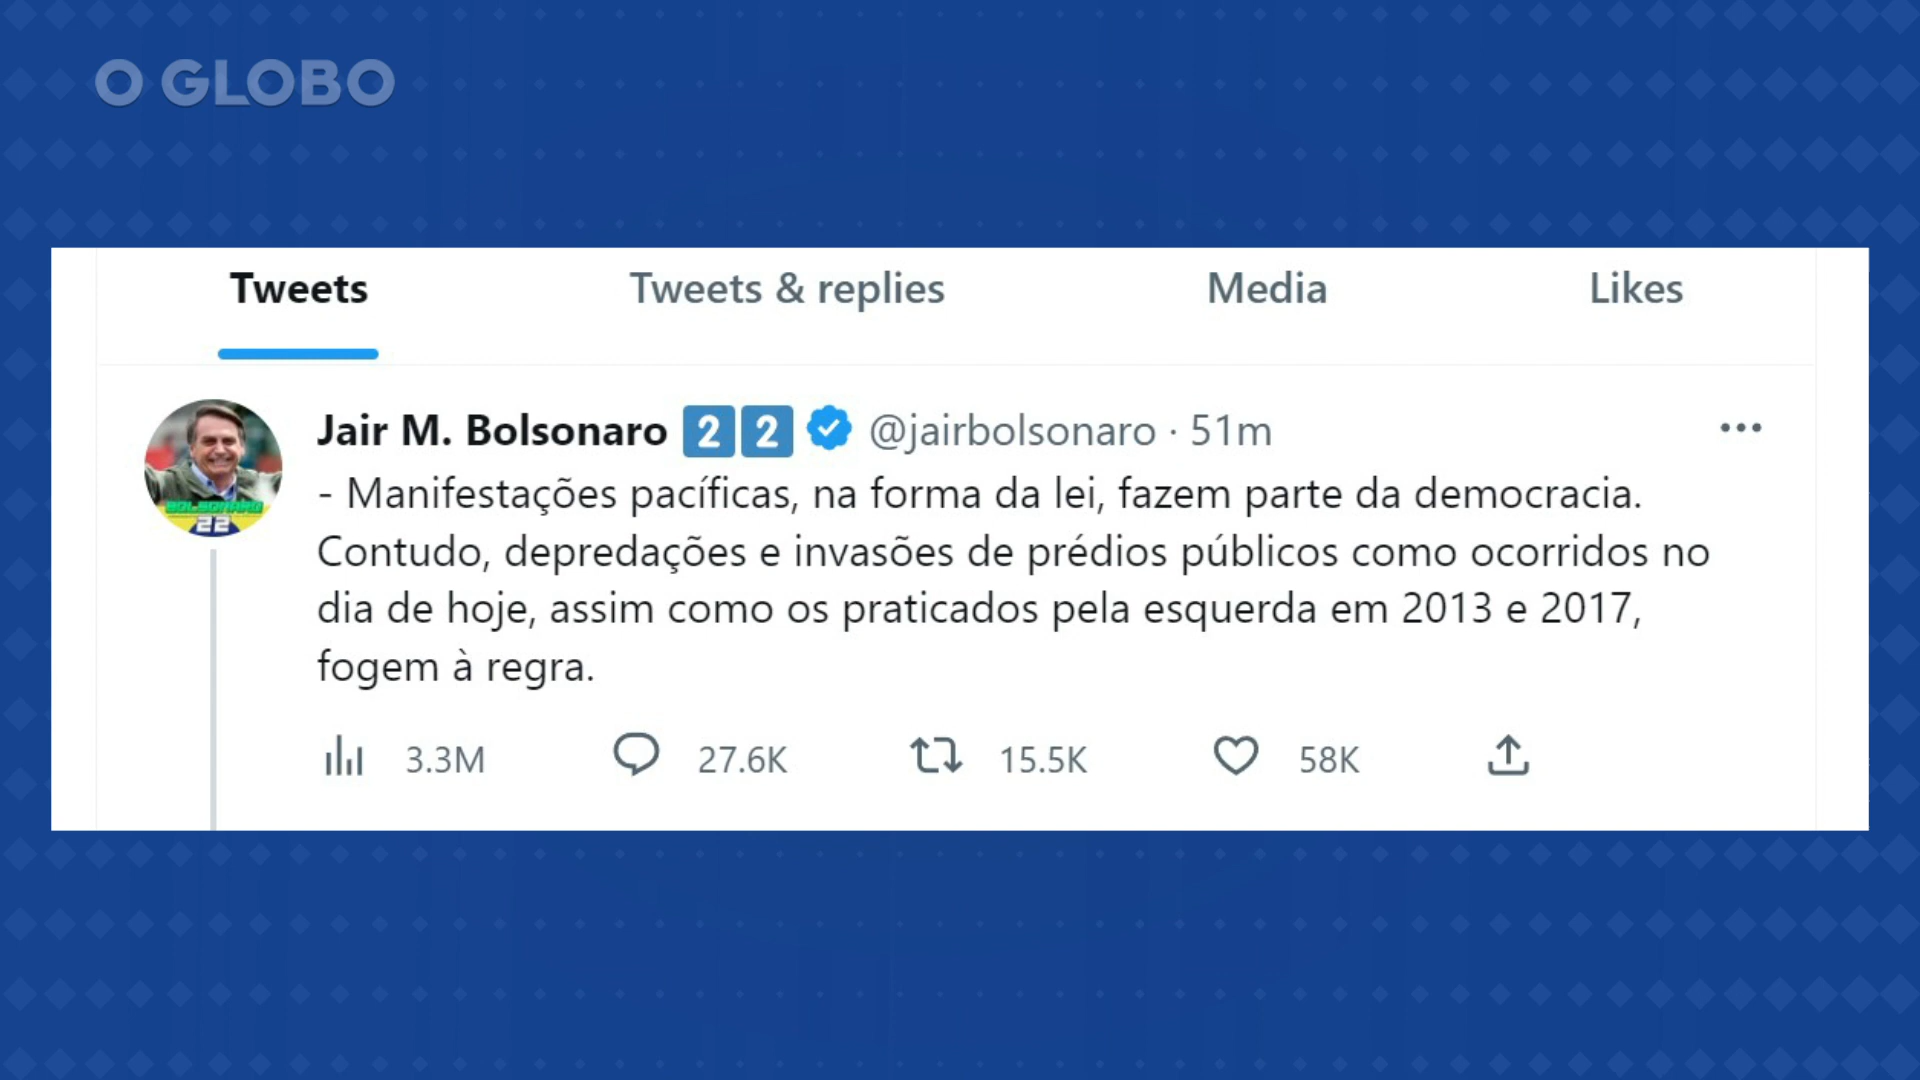 O GLOBO
Tweets
Tweets & replies
Media
Likes
Jair M. Bolsonaro 2️⃣2️⃣ @jairbolsonaro · 51m
- Manifestações pacíficas, na forma da lei, fazem parte da democracia.
Contudo, depredações e invasões de prédios públicos como ocorridos no
dia de hoje, assim como os praticados pela esquerda em 2013 e 2017,
fogem à regra.
BOLSONARO
22
3.3M
27.6K
15.5K
58K